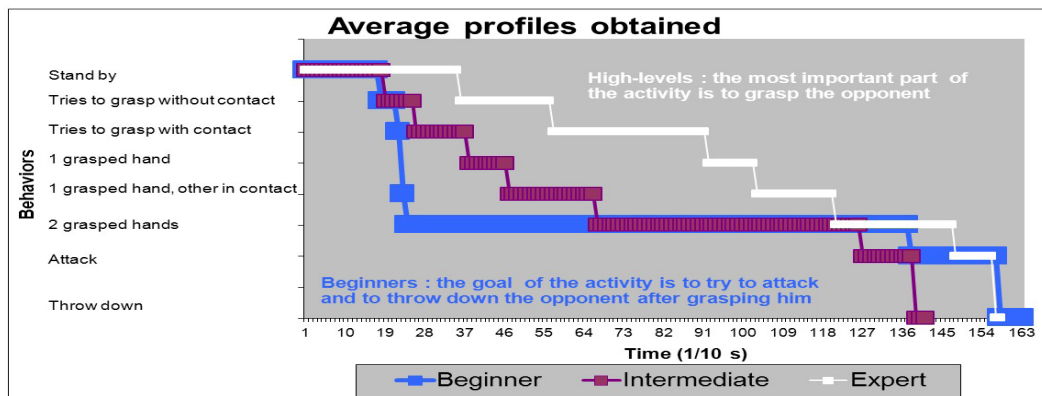 Average profiles obtained
Behaviors
Stand by
Tries to grasp without contact
Tries to grasp with contact
1 grasped hand
1 grasped hand, other in contact
2 grasped hands
Attack
Throw down
High-levels : the most important part of
the activity is to grasp the opponent
Beginners : the goal of the activity is to try to attack
and to throw down the opponent after grasping him
1 10 19 28 37 46 55 64 73 82 91 100 109 118 127 136 145 154 163
Time (1/10 s)
Beginner Intermediate Expert